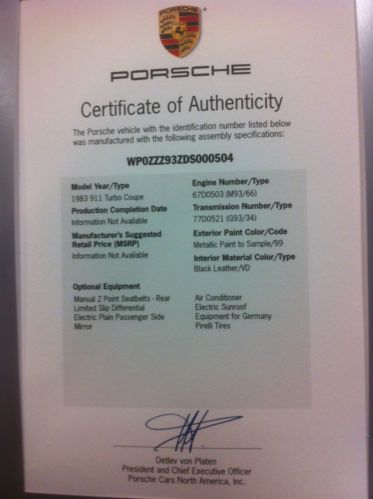 PORSCHE
PORSCHE
Certificate of Authenticity
The Porsche vehicle with the identification number listed below
was manufactured with the following assembly specifications:
WP0ZZZ93ZDS000504
Model Year/Type
1983 911 Turbo Coupe
Production Completion Date
Information Not Available
Manufacturer's Suggested
Retail Price (MSRP)
Information Not Available
Engine Number/Type
67D0503 (M93/66)
Transmission Number/Type
77D0521 (G93/34)
Exterior Paint Color/Code
Metallic Paint to Sample/99
Interior Material Color/Type
Black Leather/VD
Optional Equipment
Manual 2 Point Seatbelts - Rear
Limited Slip Differential
Electric Plain Passenger Side
Mirror
Air Conditioner
Electric Sunroof
Equipment for Germany
Pirelli Tires
Detlev von Platen
President and Chief Executive Officer
Porsche Cars North America, Inc.